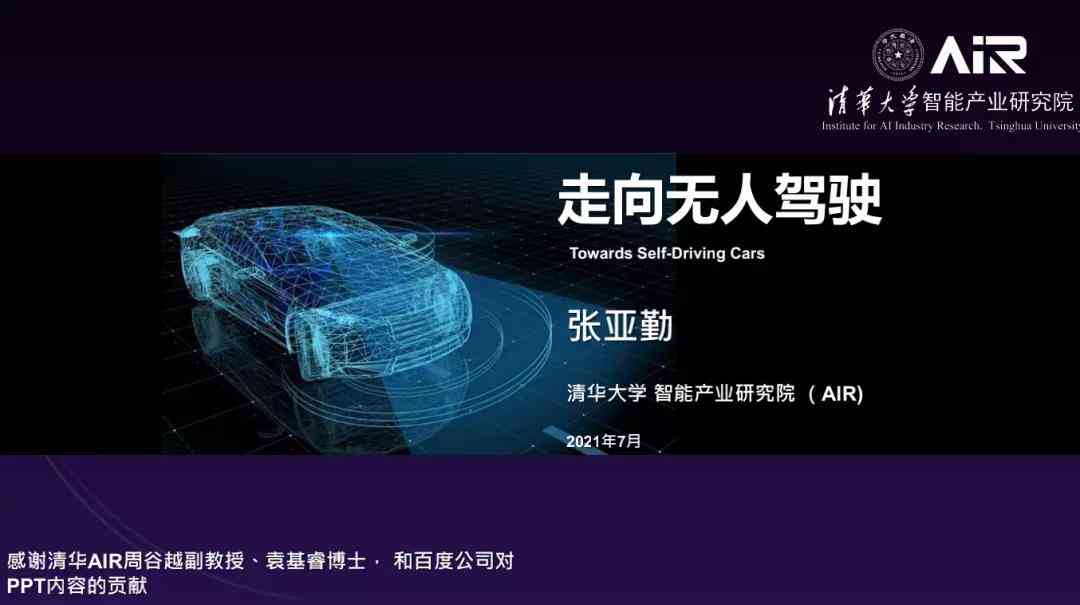 AiR
清華大学智能产业研究院
Institute for AI Industry Research, Tsinghua University
走向无人驾驶
Towards Self-Driving Cars
张亚勤
清华大学 智能产业研究院 （ AIR)
2021年7月
感谢清华AIR周谷越副教授、袁基睿博士， 和百度公司对
PPT内容的贡献